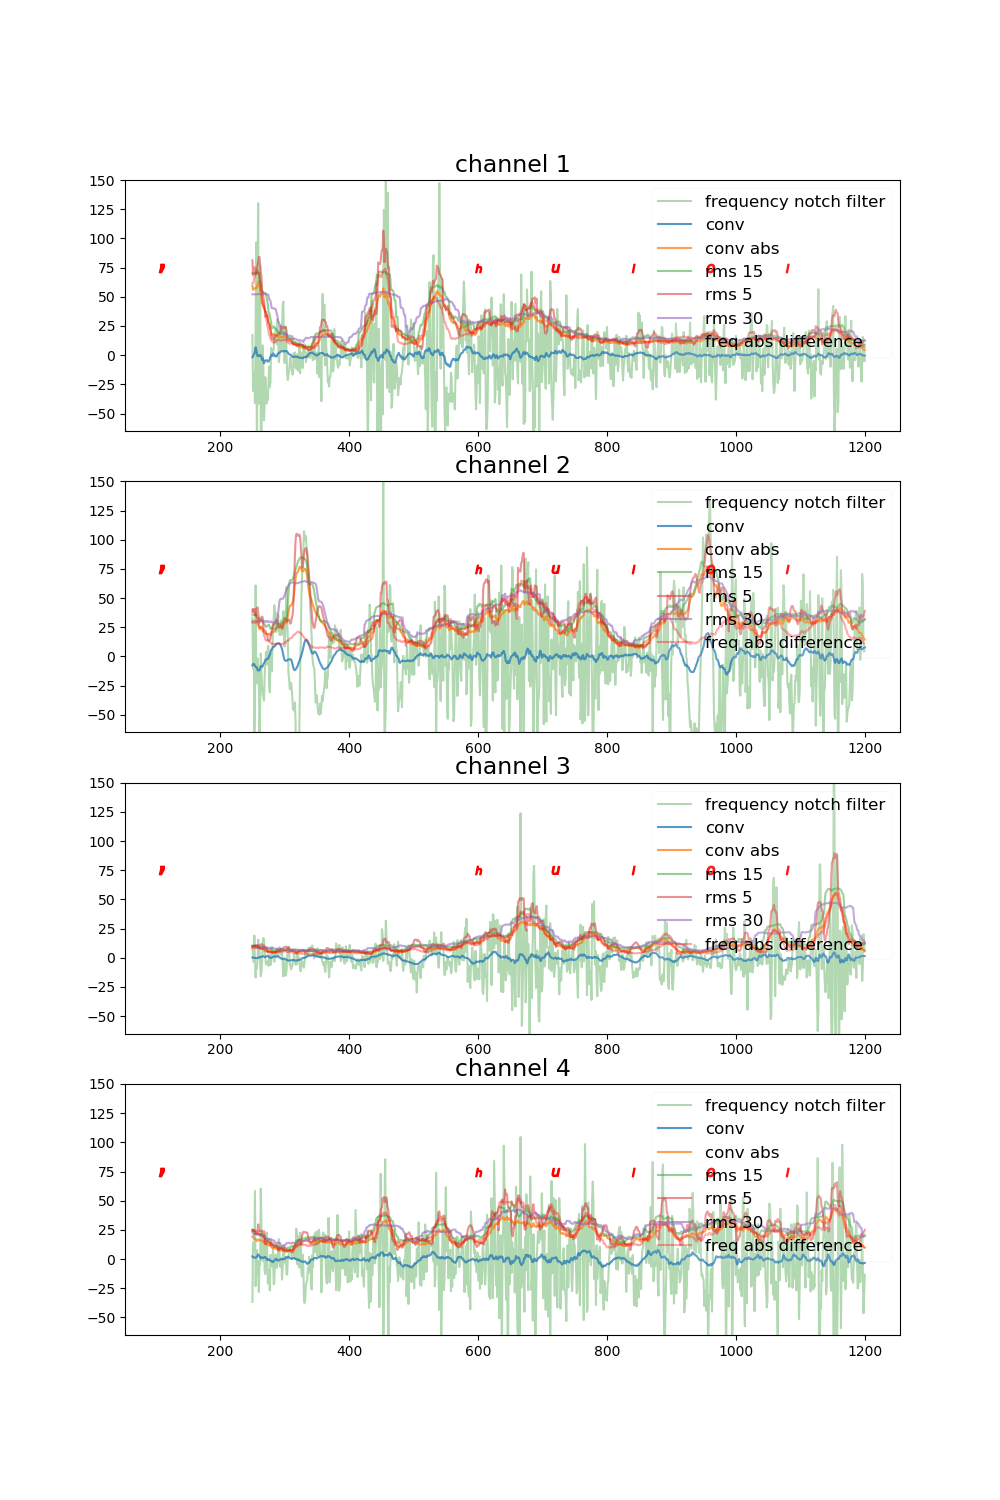 channel 1
150
125
100
75
50
25
0
−25
−50
frequency notch filter
conv
conv abs
rms 15
rms 5
rms 30
freq abs difference
" h u l o l
200 400 600 800 1000 1200
channel 2
150
125
100
75
50
25
0
−25
−50
frequency notch filter
conv
conv abs
rms 15
rms 5
rms 30
freq abs difference
" h u l o l
200 400 600 800 1000 1200
channel 3
150
125
100
75
50
25
0
−25
−50
frequency notch filter
conv
conv abs
rms 15
rms 5
rms 30
freq abs difference
" h u l o l
200 400 600 800 1000 1200
channel 4
150
125
100
75
50
25
0
−25
−50
frequency notch filter
conv
conv abs
rms 15
rms 5
rms 30
freq abs difference
" h u l o l
200 400 600 800 1000 1200